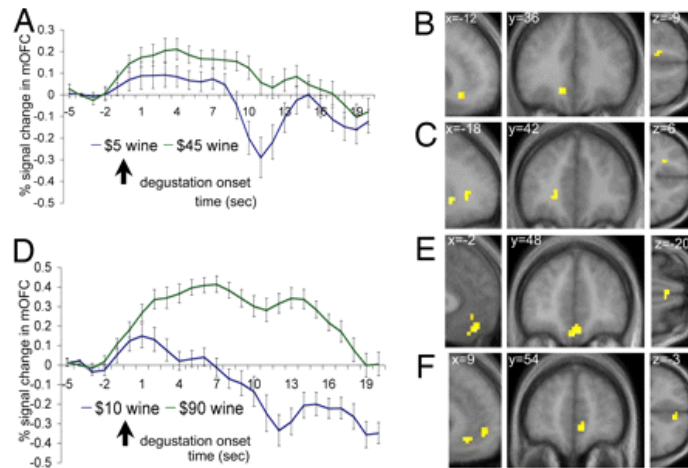 A
% signal change in mOFC
0.3
0.2
0.1
0
-0.1
-0.2
-0.3
-0.4
-0.5
-5 -2 1 4 7 10 13 16 19
$5 wine $45 wine
degustation onset
time (sec)
B
x=-12 y=36 z=-9
C
x=-18 y=42 z=6
D
% signal change in mOFC
0.5
0.4
0.3
0.2
0.1
0
-0.1
-0.2
-0.3
-0.4
-0.5
-5 -2 1 4 7 10 13 16 19
$10 wine $90 wine
degustation onset
time (sec)
E
x=-2 y=48 z=-20
F
x=9 y=54 z=-3